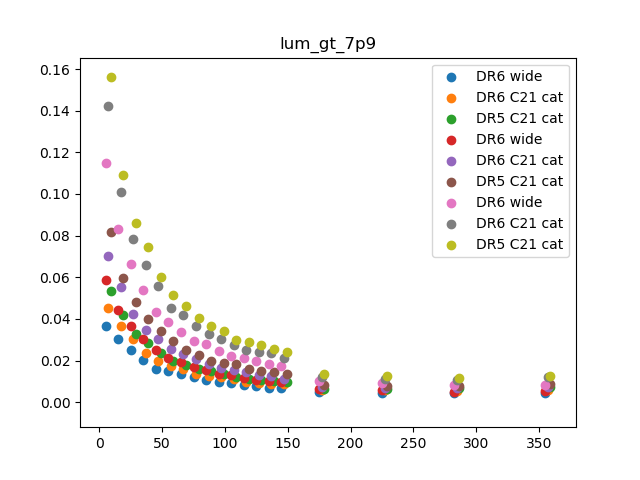 lum_gt_7p9
0.16
0.14
0.12
0.10
0.08
0.06
0.04
0.02
0.00
0
50
100
150
200
250
300
350
DR6 wide
DR6 C21 cat
DR5 C21 cat
DR6 wide
DR6 C21 cat
DR5 C21 cat
DR6 wide
DR6 C21 cat
DR5 C21 cat